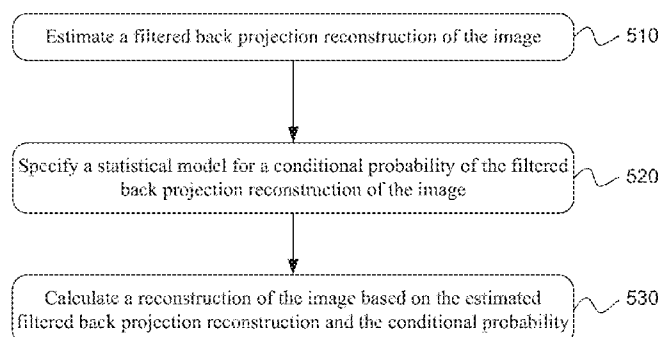 Estimate a filtered back projection reconstruction of the image
510
Specify a statistical model for a conditional probability of the filtered
back projection reconstruction of the image
520
Calculate a reconstruction of the image based on the estimated
filtered back projection reconstruction and the conditional probability
530